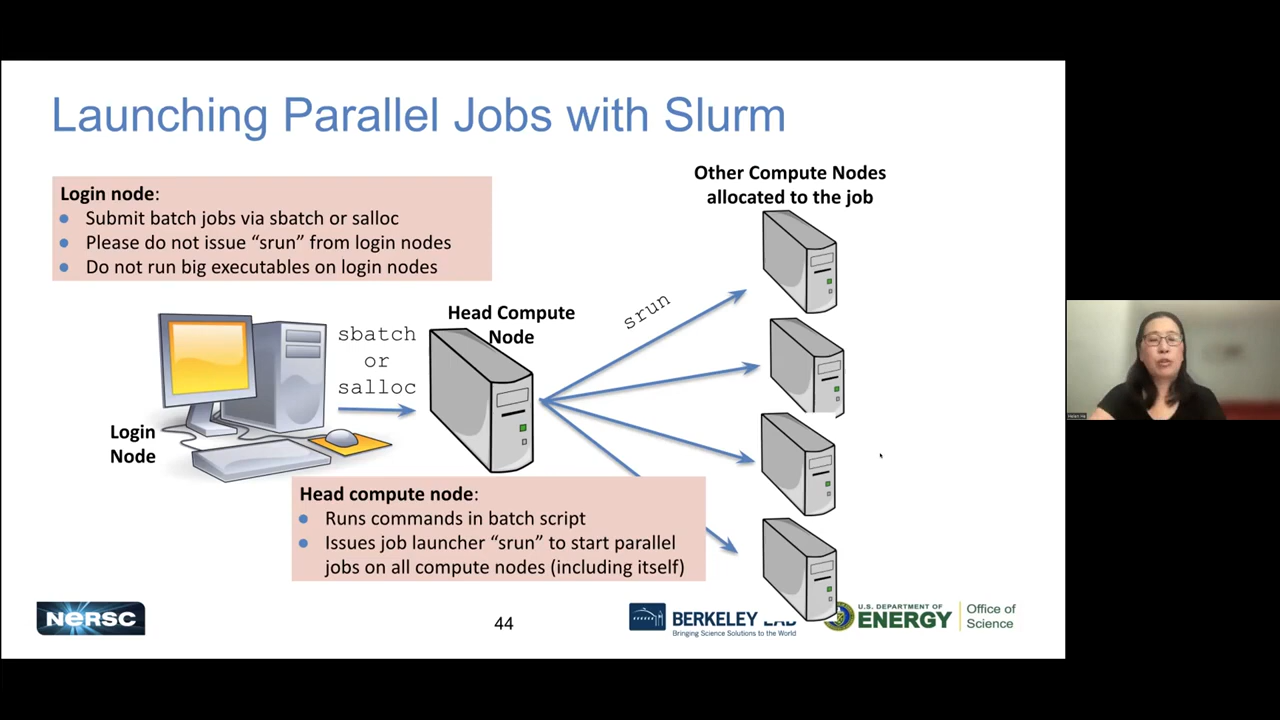 Launching Parallel Jobs with Slurm
Login node:
Submit batch jobs via sbatch or salloc
Please do not issue “srun” from login nodes
Do not run big executables on login nodes
Other Compute Nodes
allocated to the job
Head Compute
Node
sbatch
or
salloc
srun
Login
Node
Head compute node:
Runs commands in batch script
Issues job launcher “srun” to start parallel
jobs on all compute nodes (including itself)
NERSC
44
BERKELEY LAB
Bringing Science Solutions to the World
U.S. DEPARTMENT OF
ENERGY
Office of
Science